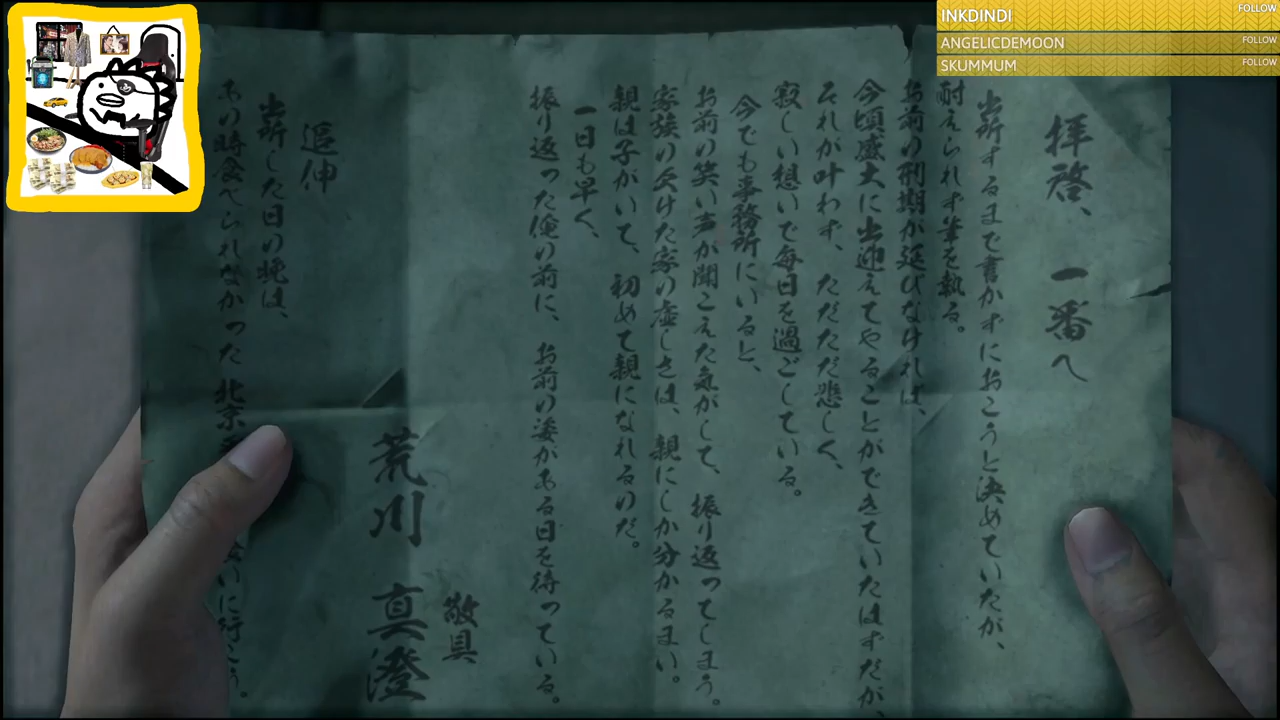 INKDINDI
FOLLOW
ANGELICDEMOON
FOLLOW
SKUMMUM
FOLLOW
拝啓、一番へ
出所するまで書かずにおこうと決めていたが、
耐えられず筆を執る。
お前の刑期が延びなければ、
今頃盛大に出迎えてやることができていたはずだが、
それが叶わず、ただただ悲しく、
寂しい想いで毎日を過ごしている。
今でも事務所にいると、
お前の笑い声が聞こえた気がして、振り返ってしまう。
家族の欠けた家の虚しさは、親にしか分かるまい。
親は子がいて、初めて親になれるのだ。
一日も早く、
振り返った俺の前に、お前の姿がある日を待っている。
敬具
荒川 真澄
追伸
出所した日の晩は、
あの時食べられなかった北京 いに行こう。